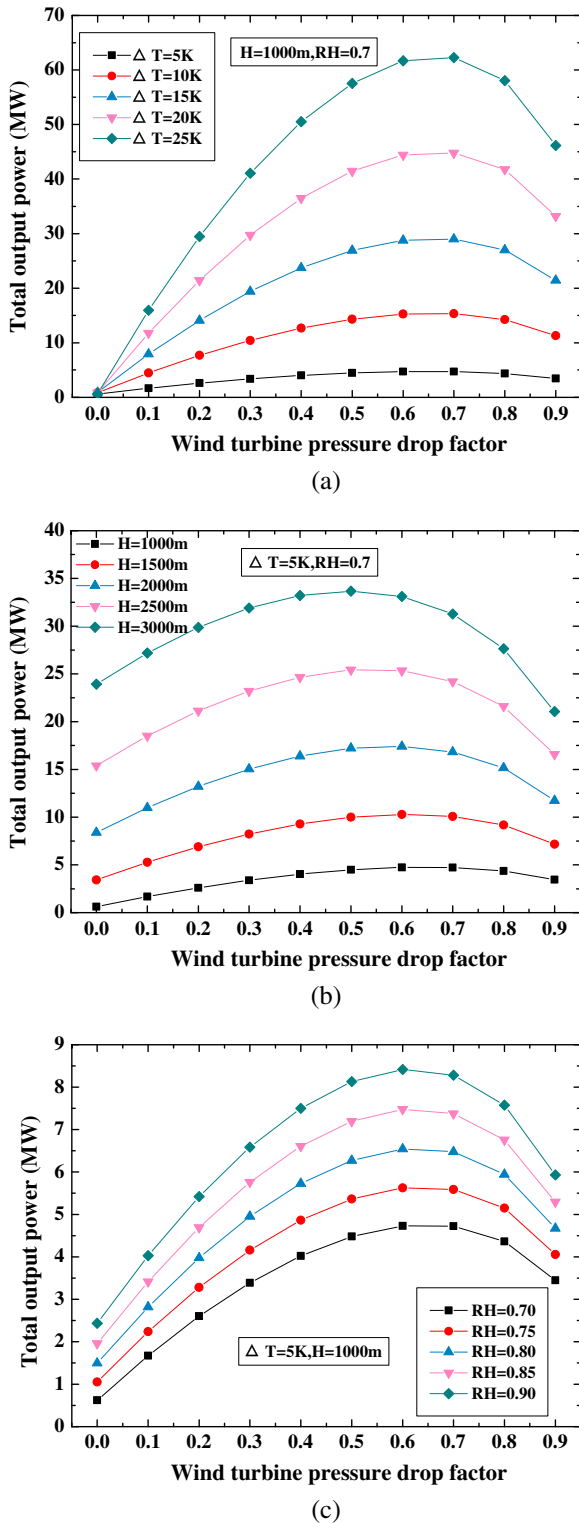 70
60
50
40
30
20
10
0
Total output power (MW)
△ T=5K
△ T=10K
△ T=15K
△ T=20K
△ T=25K
H=1000m,RH=0.7
0.0 0.1 0.2 0.3 0.4 0.5 0.6 0.7 0.8 0.9
Wind turbine pressure drop factor
(a)
40
35
30
25
20
15
10
5
0
Total output power (MW)
H=1000m
H=1500m
H=2000m
H=2500m
H=3000m
△ T=5K,RH=0.7
0.0 0.1 0.2 0.3 0.4 0.5 0.6 0.7 0.8 0.9
Wind turbine pressure drop factor
(b)
9
8
7
6
5
4
3
2
1
0
Total output power (MW)
△ T=5K,H=1000m
RH=0.70
RH=0.75
RH=0.80
RH=0.85
RH=0.90
0.0 0.1 0.2 0.3 0.4 0.5 0.6 0.7 0.8 0.9
Wind turbine pressure drop factor
(c)